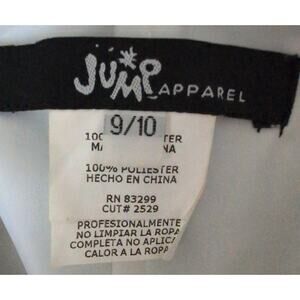 JUMP APPAREL
9/10
100% POLIESTER
HECHO EN CHINA
RN 83299
CUT# 2529
PROFESIONALMENTE
NO LIMPIAR LA ROPA
COMPLETA NO APLICA
CALOR A LA ROPA